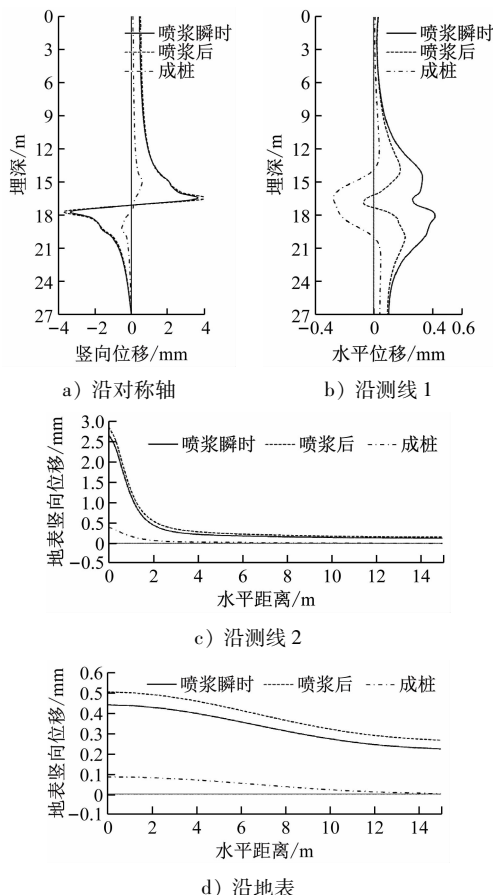 喷浆瞬时
喷浆后
成桩
0
3
6
9
12
15
18
21
24
27
埋深/m
-4 -2 0 2 4
竖向位移/mm
a) 沿对称轴
喷浆瞬时
喷浆后
成桩
0
3
6
9
12
15
18
21
24
27
埋深/m
-0.4 0 0.4 0.6
水平位移/mm
b) 沿测线 1
喷浆瞬时 喷浆后 成桩
3.0
2.5
2.0
1.5
1.0
0.5
0
-0.5
地表竖向位移/mm
0 2 4 6 8 10 12 14
水平距离/m
c) 沿测线 2
喷浆瞬时 喷浆后 成桩
0.6
0.5
0.4
0.3
0.2
0.1
0
-0.1
地表竖向位移/mm
0 2 4 6 8 10 12 14
水平距离/m
d) 沿地表